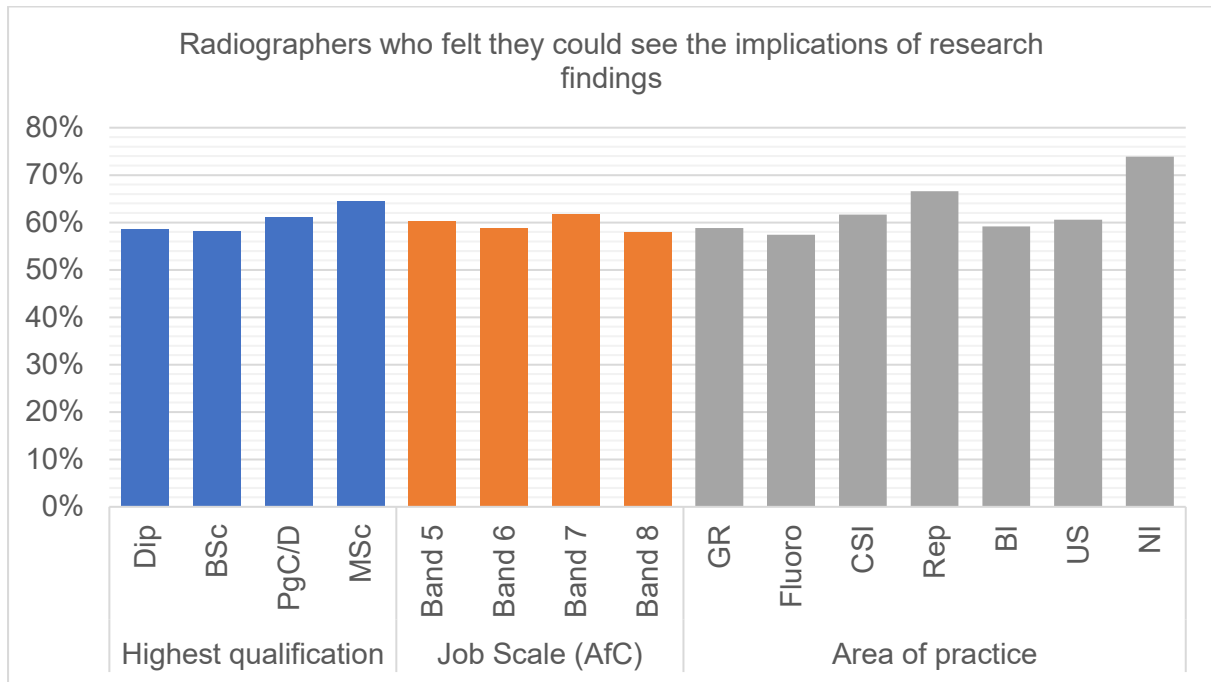 Radiographers who felt they could see the implications of research
findings
80%
70%
60%
50%
40%
30%
20%
10%
0%
Dip
BSc
PgC/D
MSc
Band 5
Band 6
Band 7
Band 8
GR
Fluoro
CSI
Rep
BI
US
NI
Highest qualification
Job Scale (AfC)
Area of practice